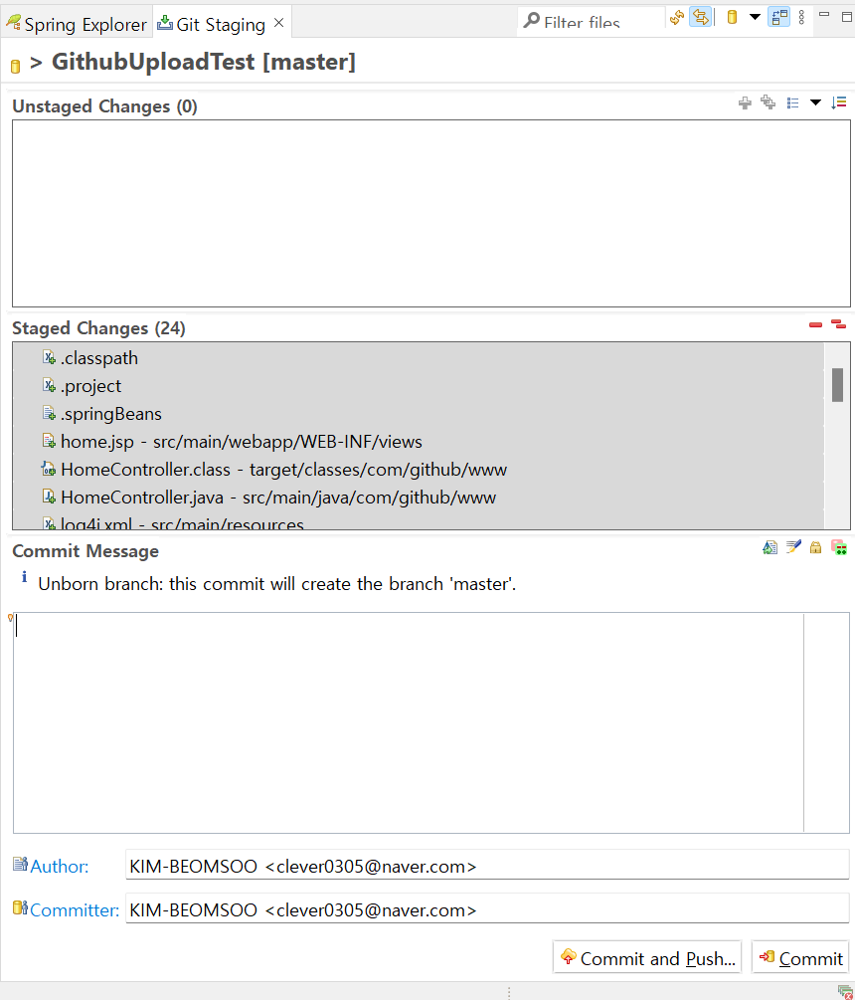 Spring Explorer Git Staging Filter files
> GithubUploadTest [master]
Unstaged Changes (0)
Staged Changes (24)
.classpath
.project
.springBeans
home.jsp - src/main/webapp/WEB-INF/views
HomeController.class - target/classes/com/github/www
HomeController.java - src/main/java/com/github/www
log4j.xml - src/main/resources
Commit Message
Unborn branch: this commit will create the branch 'master'.
Author: KIM-BEOMSOO <clever0305@naver.com>
Committer: KIM-BEOMSOO <clever0305@naver.com>
Commit and Push... Commit